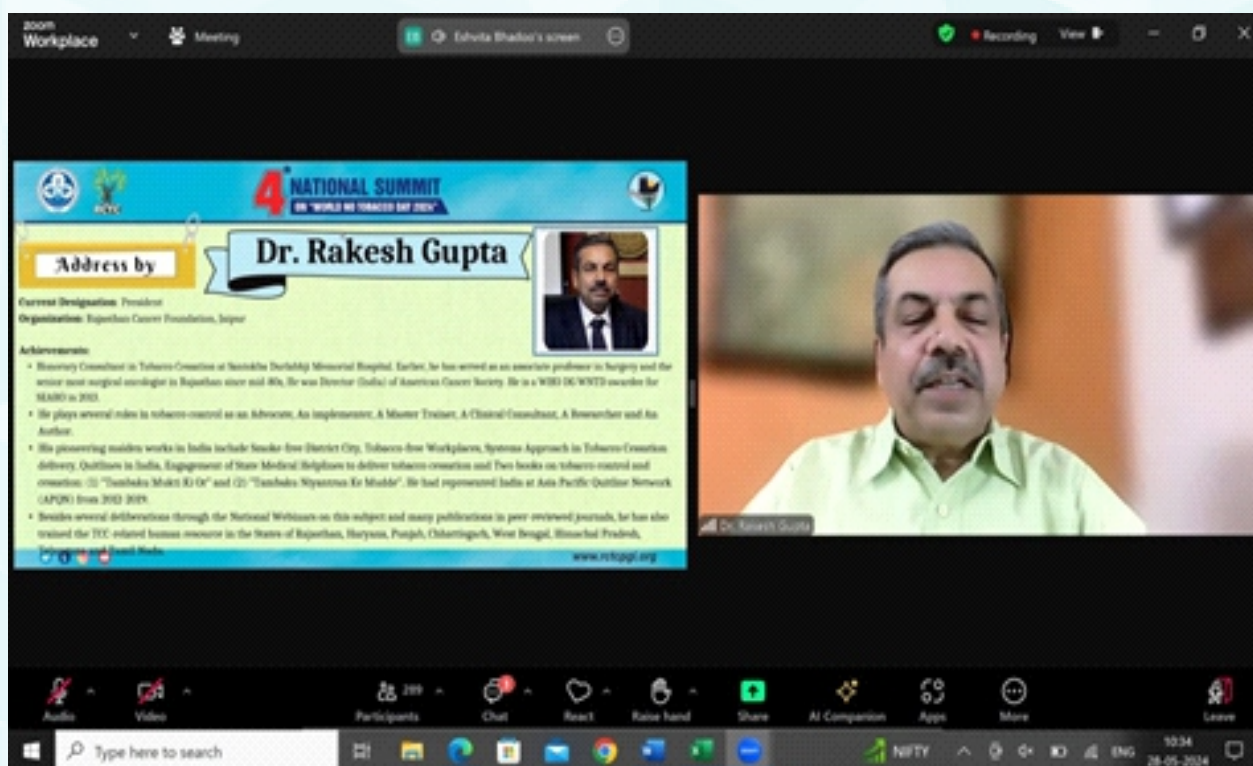 zoom
Workplace
Meeting
EB
Eshvita Bhadoo's screen
Recording
View
4th NATIONAL SUMMIT
ON "WORLD NO TOBACCO DAY 2024"
RCTC
Address by
Dr. Rakesh Gupta
Current Designation: President
Organization: Rajasthan Cancer Foundation, Jaipur
Achievements:
• Honorary Consultant in Tobacco Cessation at Santokba Durlabhji Memorial Hospital. Earlier, he has served as an associate professor in Surgery and the
senior most surgical oncologist in Rajasthan since mid 80s, He was Director (India) of American Cancer Society. He is a WHO DG WNTD awardee for
SEARO in 2013.
• He plays several roles in tobacco control as an Advocate, An implementer, A Master Trainer, A Clinical Consultant, A Researcher and An
Author.
• His pioneering maiden works in India include Smoke-free District City, Tobacco-free Workplaces, Systems Approach in Tobacco Cessation
delivery, Quitlines in India, Engagement of State Medical Helplines to deliver tobacco cessation and Two books on tobacco control and
cessation: (1) "Tambaku Mukti Ki Or" and (2) "Tambaku Niyantran Ke Mudde". He had represented India at Asia Pacific Quitline Network
(APQN) from 2012-2019.
• Besides several deliberations through the National Webinars on this subject and many publications in peer reviewed journals, he has also
trained the TCC-related human resource in the States of Rajasthan, Haryana, Punjab, Chhattisgarh, West Bengal, Himachal Pradesh,
and Tamil Nadu.
www.rctcpgi.org
Dr. Rakesh Gupta
289
Audio
Video
Participants
Chat
React
Raise hand
Share
AI Companion
Apps
More
Leave
Type here to search
NIFTY
ENG
10:34
28-05-2024